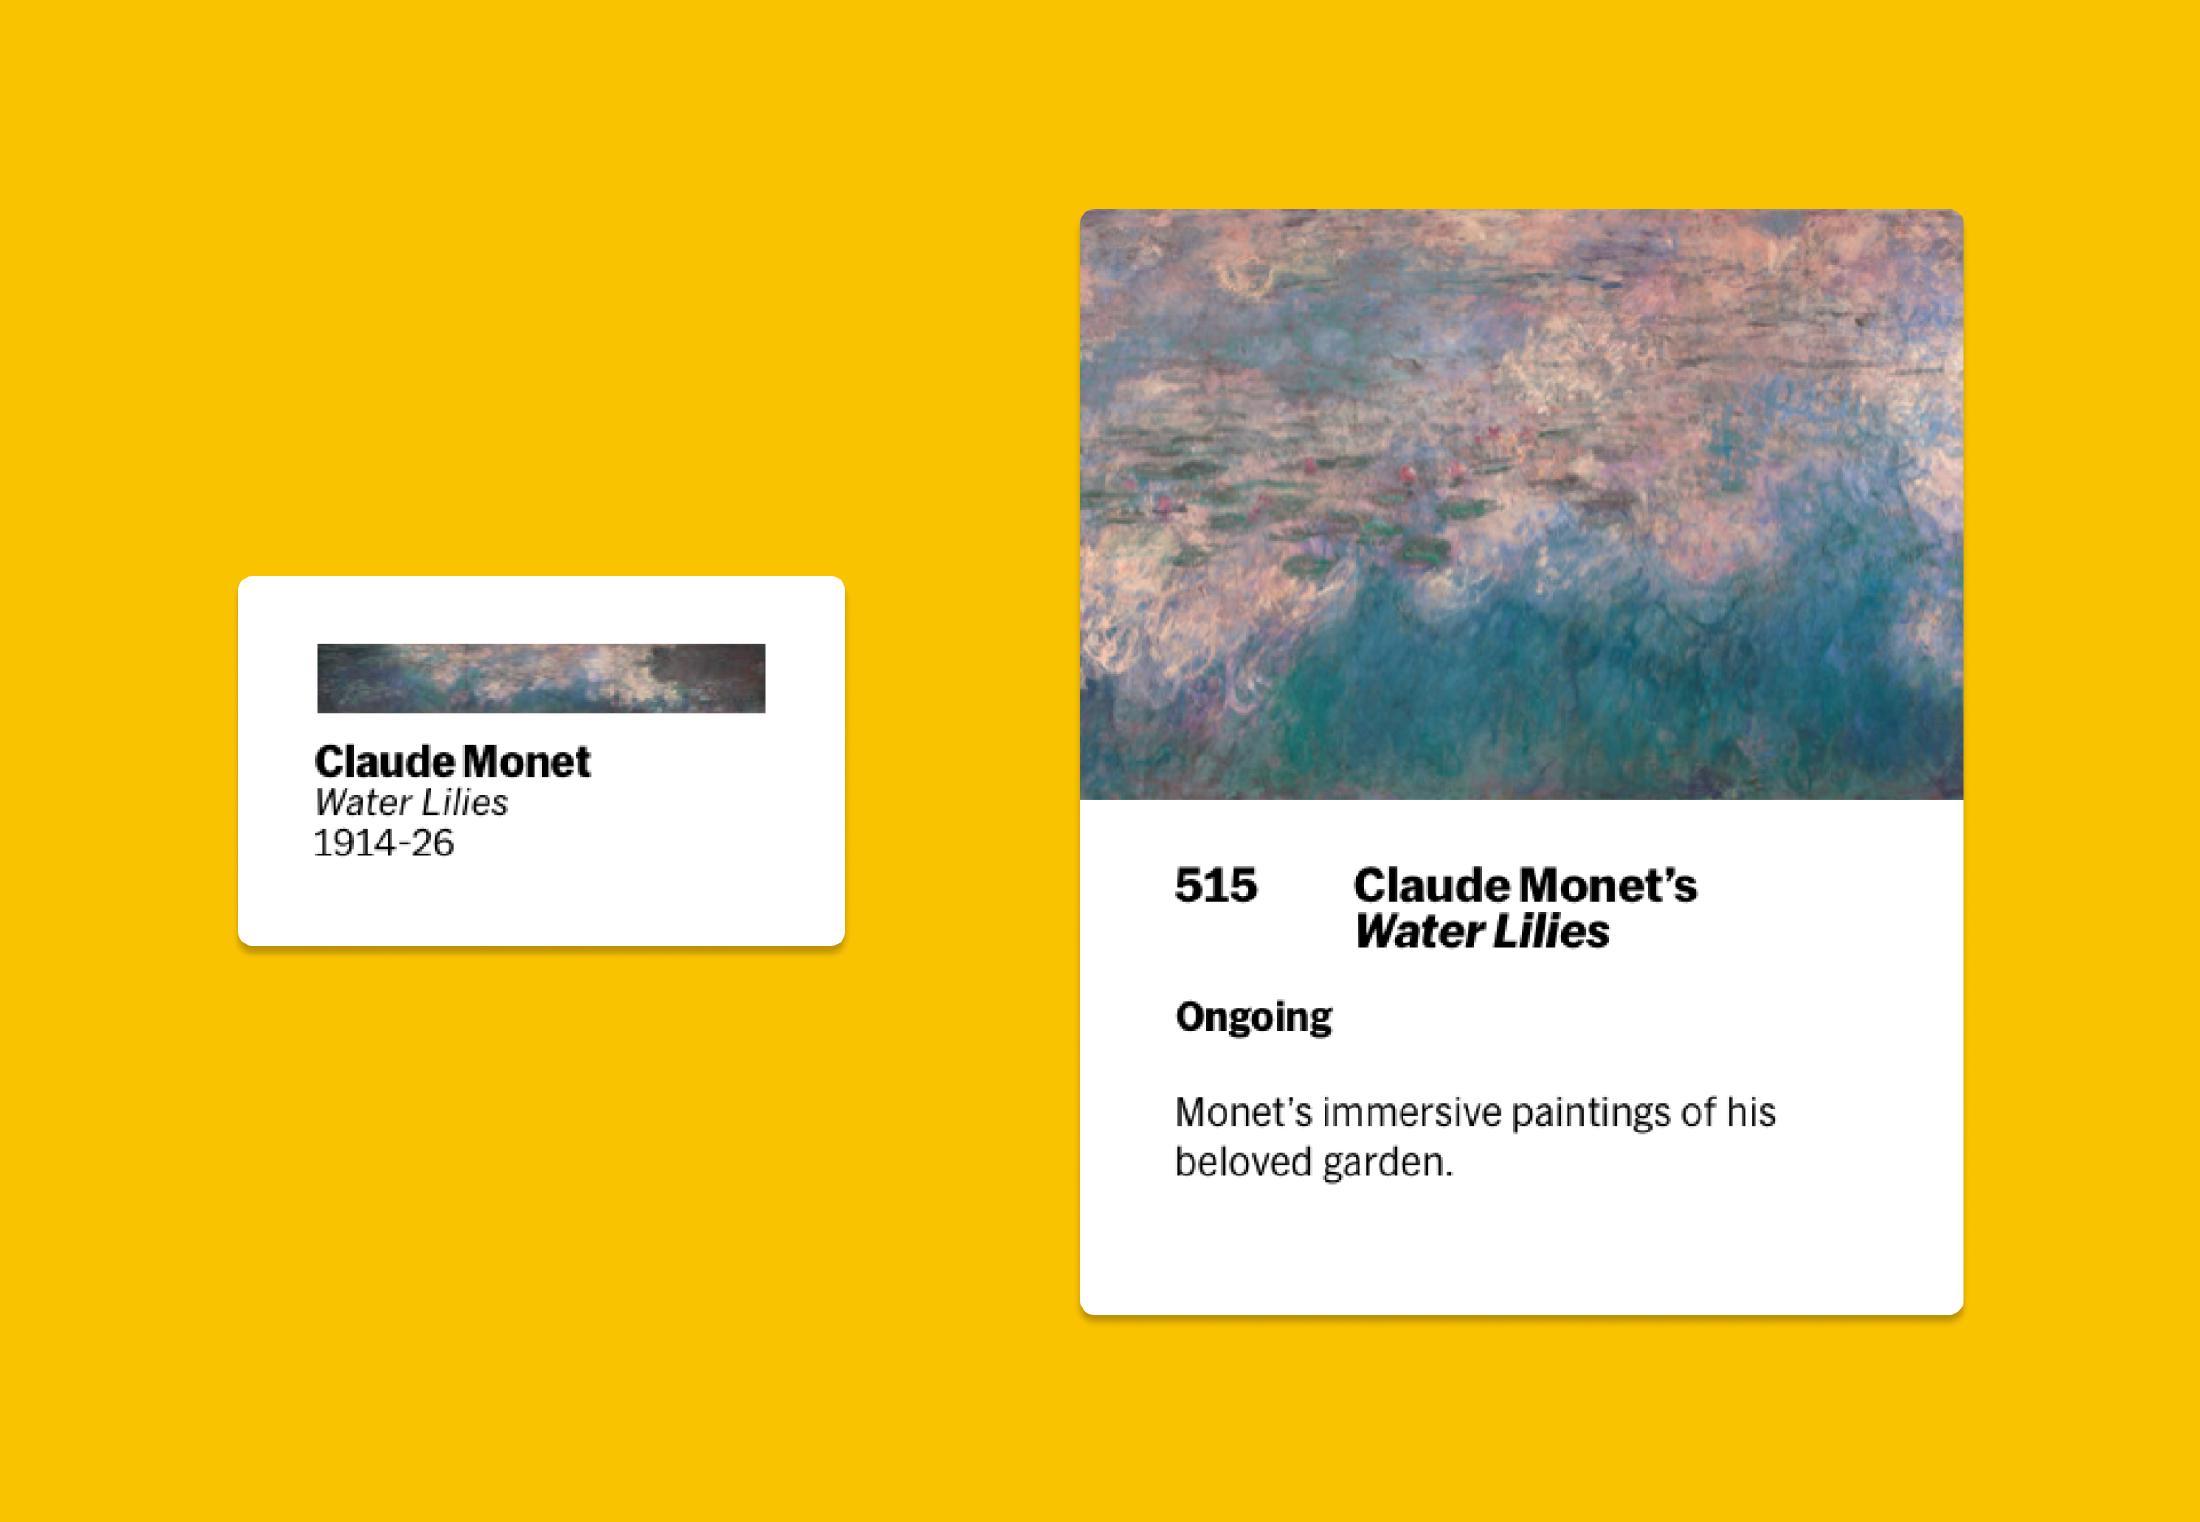 Claude Monet
Water Lilies
1914-26
515 Claude Monet’s
Water Lilies
Ongoing
Monet’s immersive paintings of his
beloved garden.